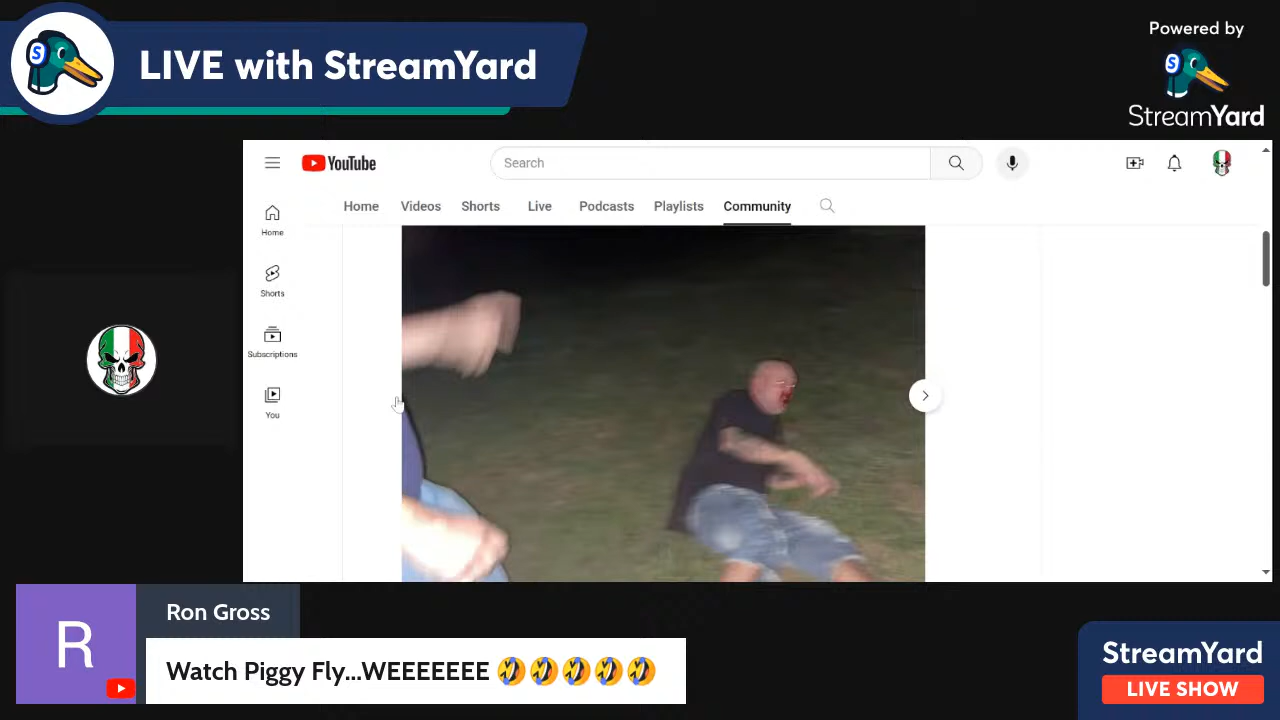 LIVE with StreamYard
Powered by
StreamYard
YouTube
Search
Home Videos Shorts Live Podcasts Playlists Community
Home
Shorts
Subscriptions
You
Ron Gross
R
Watch Piggy Fly...WEEEEEEE 🤣🤣🤣🤣🤣
StreamYard
LIVE SHOW